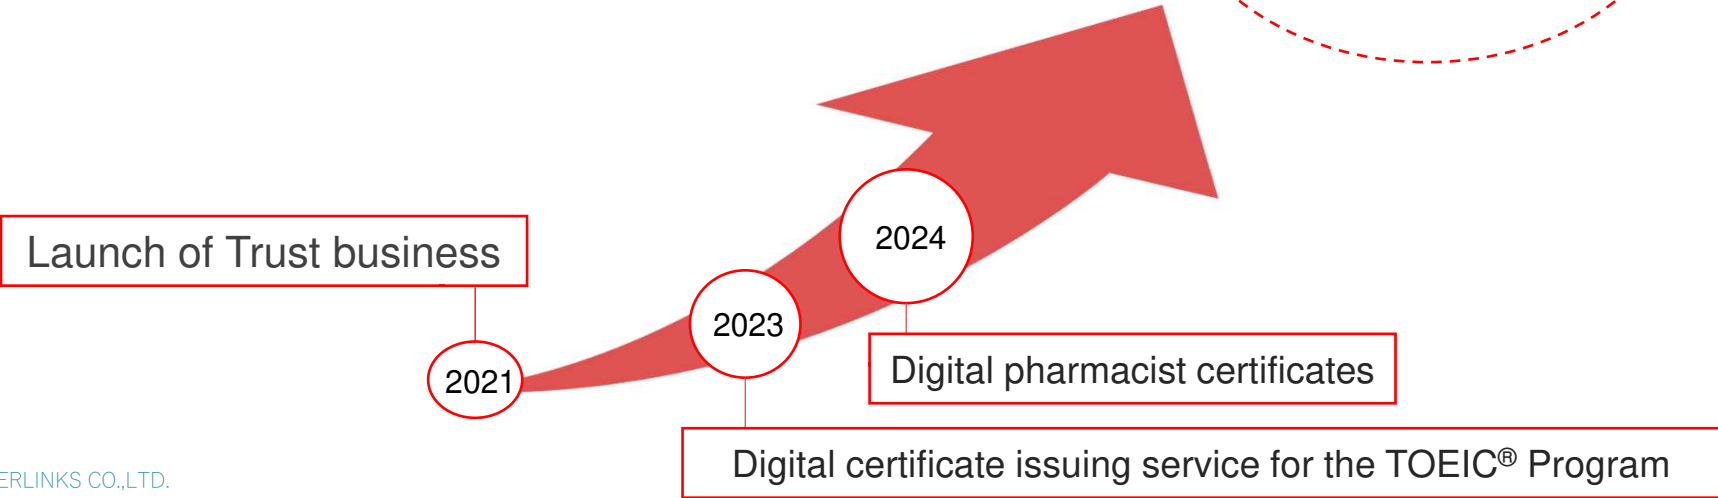 2024
Launch of Trust business
2023
2021
Digital pharmacist certificates
Digital certificate issuing service for the TOEIC® Program
ERLINKS CO.,LTD.